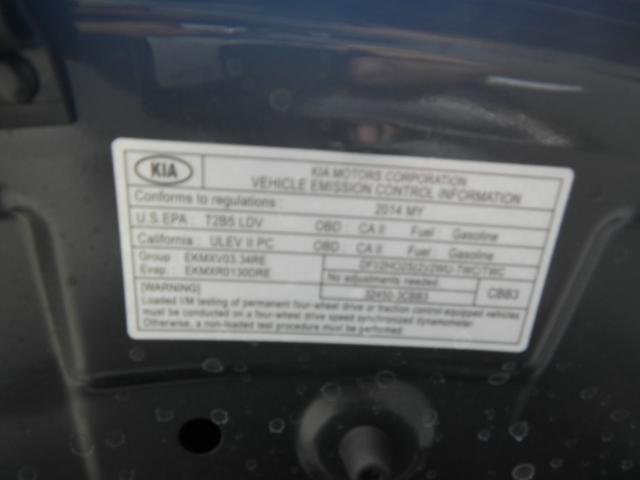 KIA
KIA MOTORS CORPORATION
VEHICLE EMISSION CONTROL INFORMATION
Conforms to regulations : 2014 MY
U.S.EPA : T2B5 LDV OBD : CA II Fuel : Gasoline
California : ULEV II PC OBD : CA II Fuel : Gasoline
Group : EKMXV03.34RE
Evap. : EKMXR0130DRE
No adjustments needed.
32450-3CBB3
CBB3
[WARNING]
Loaded I/M testing of permanent four-wheel drive or traction control-equipped vehicles
must be conducted on a four-wheel drive speed synchronized dynamometer.
Otherwise, a non-loaded test procedure must be performed.